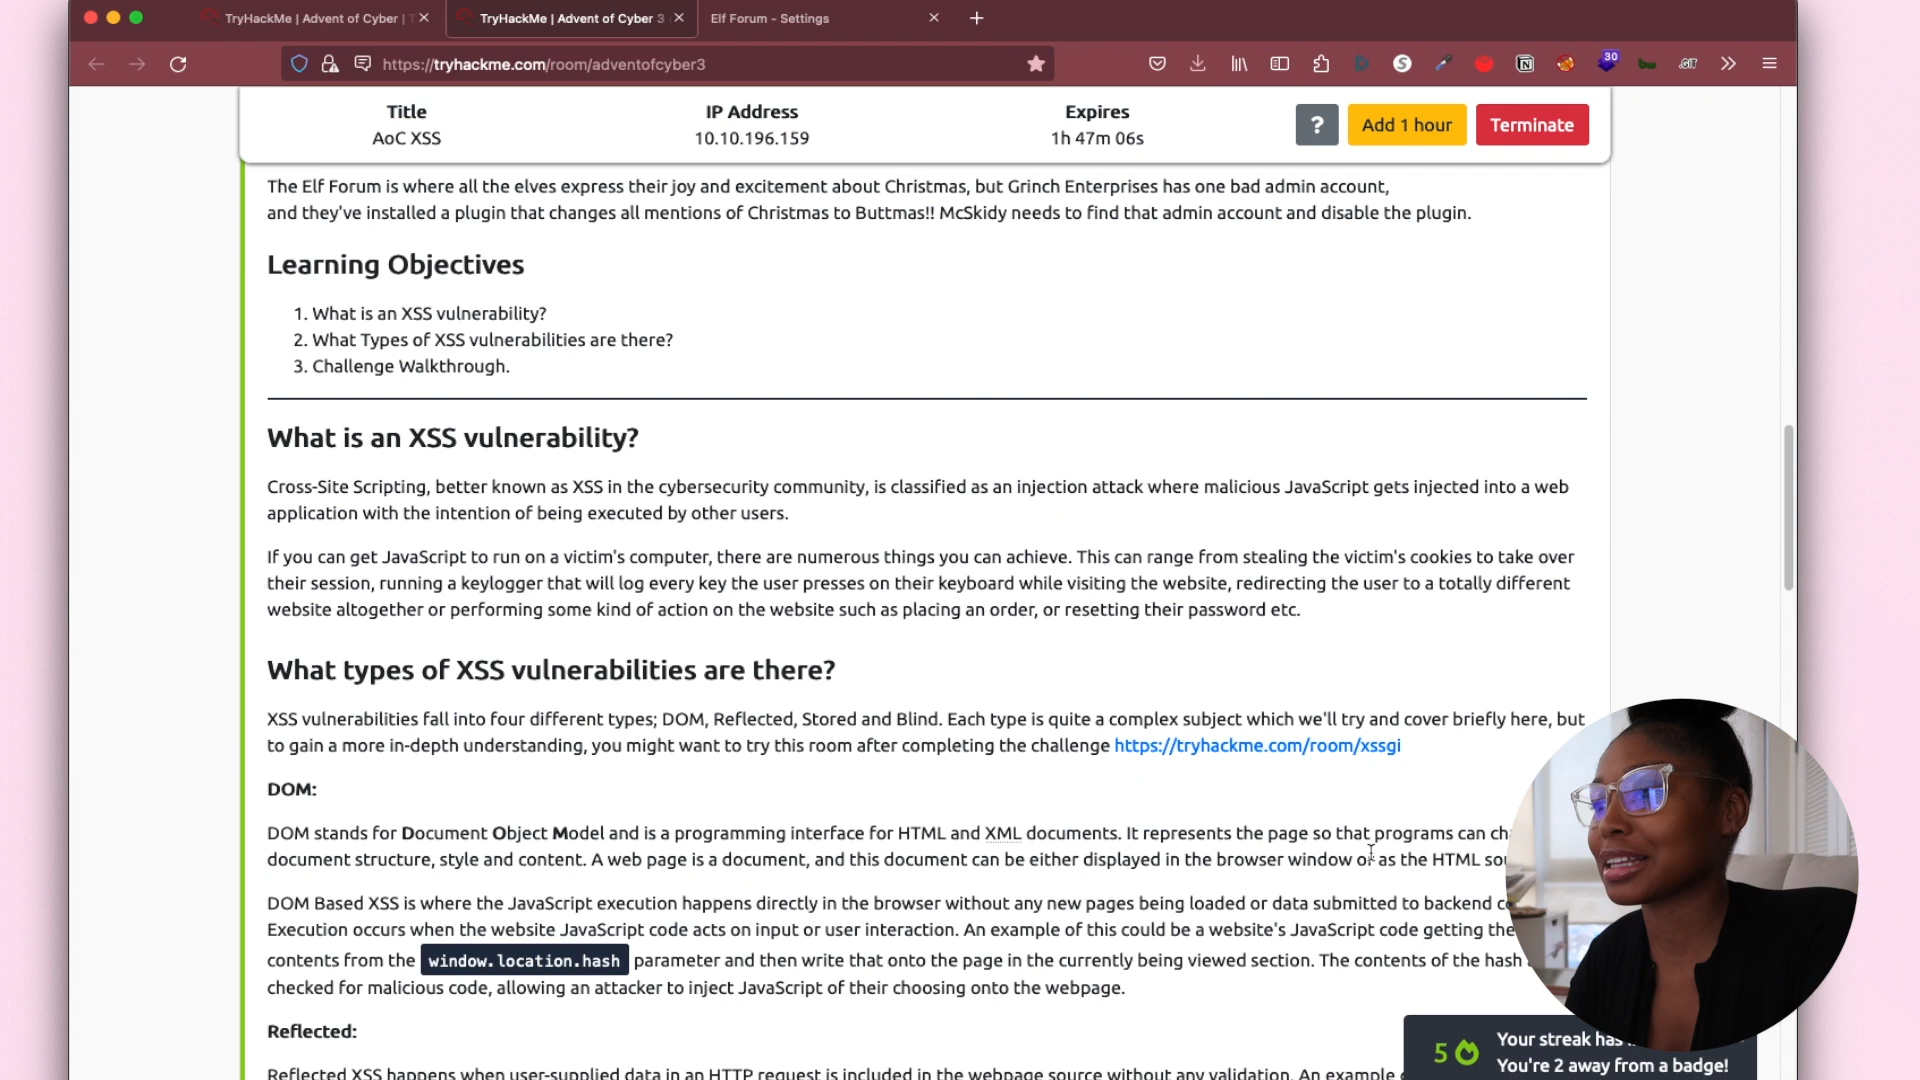 TryHackMe | Advent of Cyber | T
TryHackMe | Advent of Cyber 3
Elf Forum - Settings
https://tryhackme.com/room/adventofcyber3
S
N
30
bw
.GIT
Title
IP Address
Expires
AoC XSS
10.10.196.159
1h 47m 06s
?
Add 1 hour
Terminate
The Elf Forum is where all the elves express their joy and excitement about Christmas, but Grinch Enterprises has one bad admin account,
and they've installed a plugin that changes all mentions of Christmas to Buttmas!! McSkidy needs to find that admin account and disable the plugin.
Learning Objectives
1. What is an XSS vulnerability?
2. What Types of XSS vulnerabilities are there?
3. Challenge Walkthrough.
What is an XSS vulnerability?
Cross-Site Scripting, better known as XSS in the cybersecurity community, is classified as an injection attack where malicious JavaScript gets injected into a web
application with the intention of being executed by other users.
If you can get JavaScript to run on a victim's computer, there are numerous things you can achieve. This can range from stealing the victim's cookies to take over
their session, running a keylogger that will log every key the user presses on their keyboard while visiting the website, redirecting the user to a totally different
website altogether or performing some kind of action on the website such as placing an order, or resetting their password etc.
What types of XSS vulnerabilities are there?
XSS vulnerabilities fall into four different types; DOM, Reflected, Stored and Blind. Each type is quite a complex subject which we'll try and cover briefly here, but
to gain a more in-depth understanding, you might want to try this room after completing the challenge https://tryhackme.com/room/xssgi
DOM:
DOM stands for Document Object Model and is a programming interface for HTML and XML documents. It represents the page so that programs can
document structure, style and content. A web page is a document, and this document can be either displayed in the browser window or as the HTML
DOM Based XSS is where the JavaScript execution happens directly in the browser without any new pages being loaded or data submitted to backend
Execution occurs when the website JavaScript code acts on input or user interaction. An example of this could be a website's JavaScript code getting the
contents from the window.location.hash parameter and then write that onto the page in the currently being viewed section. The contents of the hash
checked for malicious code, allowing an attacker to inject JavaScript of their choosing onto the webpage.
Reflected:
Reflected XSS happens when user-supplied data in an HTTP request is included in the webpage source without any validation. An example
5
Your streak has
You're 2 away from a badge!